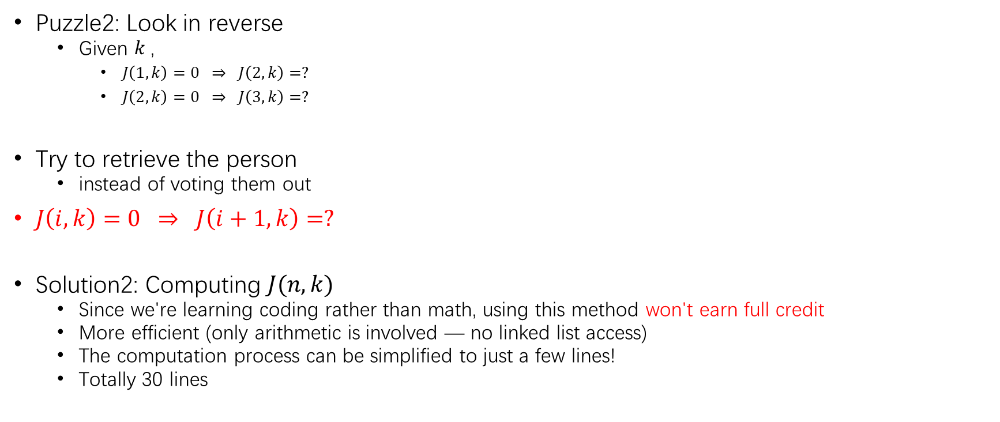 • Puzzle2: Look in reverse
• Given k ,
• J(1, k) = 0 ⇒ J(2, k) =?
• J(2, k) = 0 ⇒ J(3, k) =?
• Try to retrieve the person
• instead of voting them out
• J(i, k) = 0 ⇒ J(i + 1, k) =?
• Solution2: Computing J(n, k)
• Since we're learning coding rather than math, using this method won't earn full credit
• More efficient (only arithmetic is involved — no linked list access)
• The computation process can be simplified to just a few lines!
• Totally 30 lines